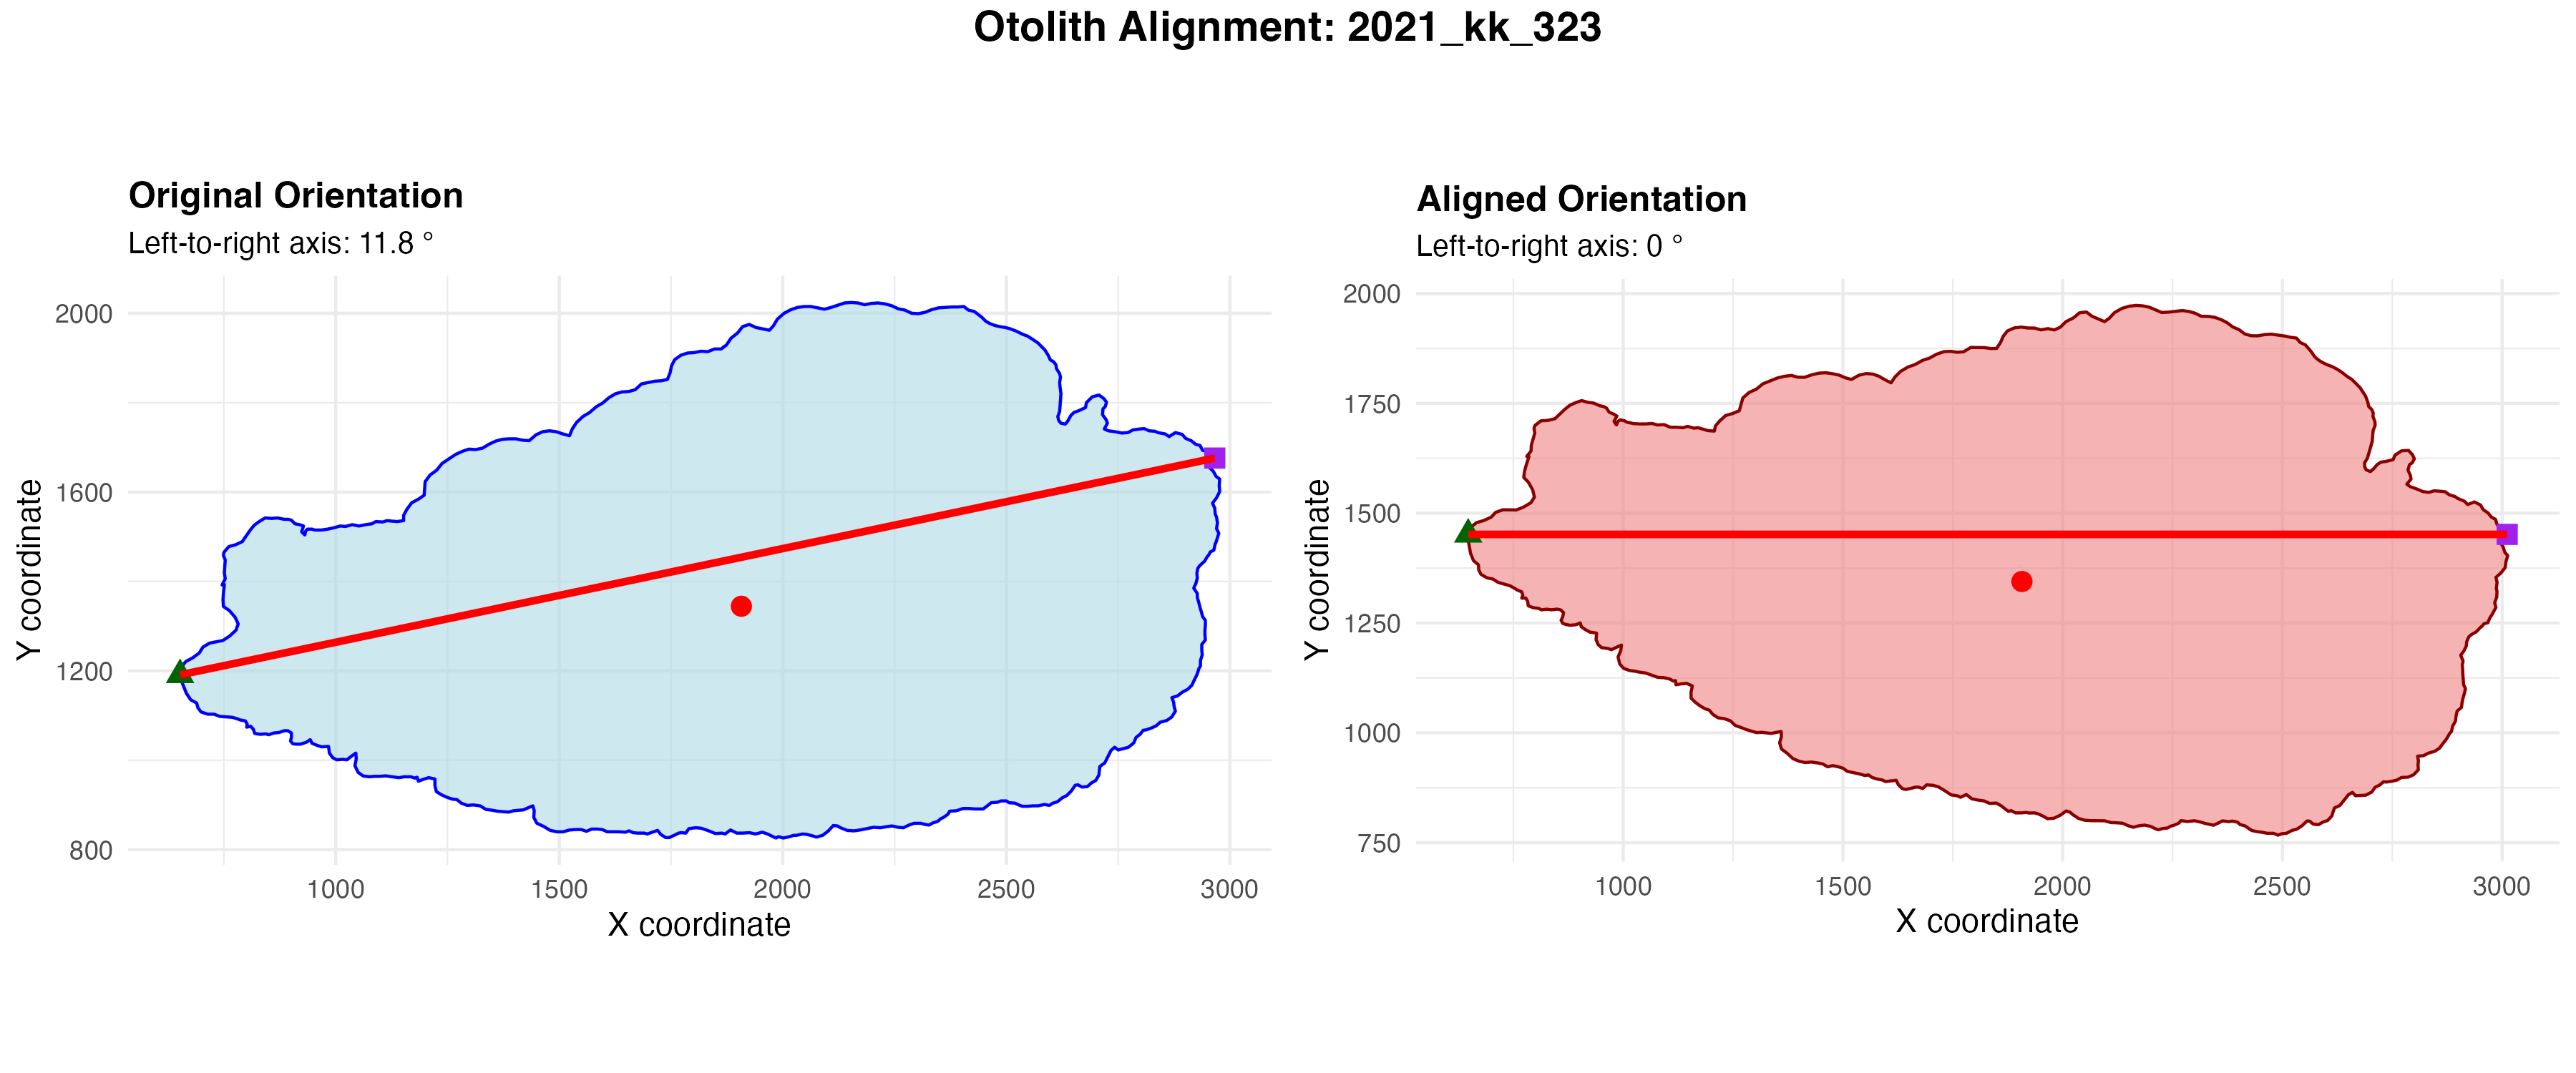 Otolith Alignment: 2021_kk_323
Original Orientation
Left-to-right axis: 11.8 °
2000
1600
1200
800
Y coordinate
1000 1500 2000 2500 3000
X coordinate
Aligned Orientation
Left-to-right axis: 0 °
2000
1750
1500
1250
1000
750
Y coordinate
1000 1500 2000 2500 3000
X coordinate